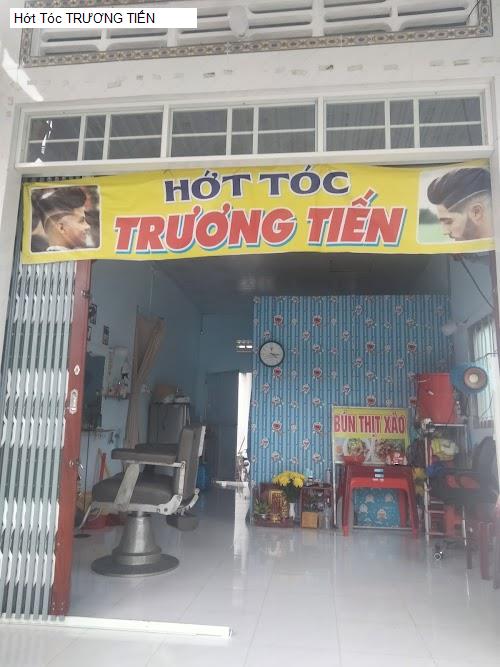 Hớt Tóc TRƯƠNG TIẾN
HỚT TÓC
TRƯƠNG TIẾN
BÚN THỊT XÀO